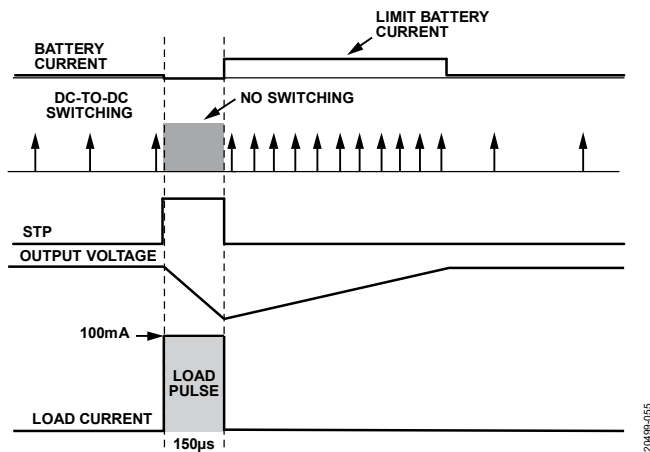 LIMIT BATTERY
CURRENT
BATTERY
CURRENT
DC-TO-DC
SWITCHING
NO SWITCHING
STP
OUTPUT VOLTAGE
100mA
LOAD
PULSE
LOAD CURRENT
150µs
20499-055